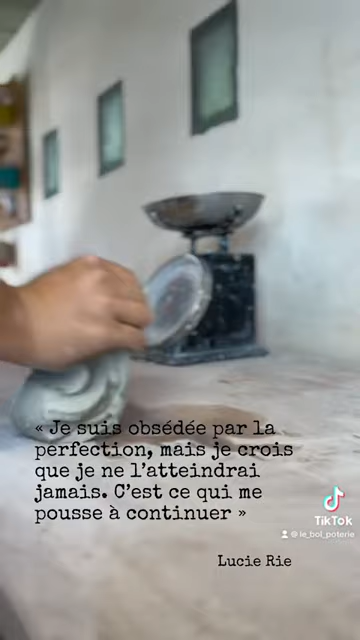 « Je suis obsédée par la
perfection, mais je crois
que je ne l’atteindrai
jamais. C’est ce qui me
pousse à continuer »
Lucie Rie
TikTok
@le_bol_poterie